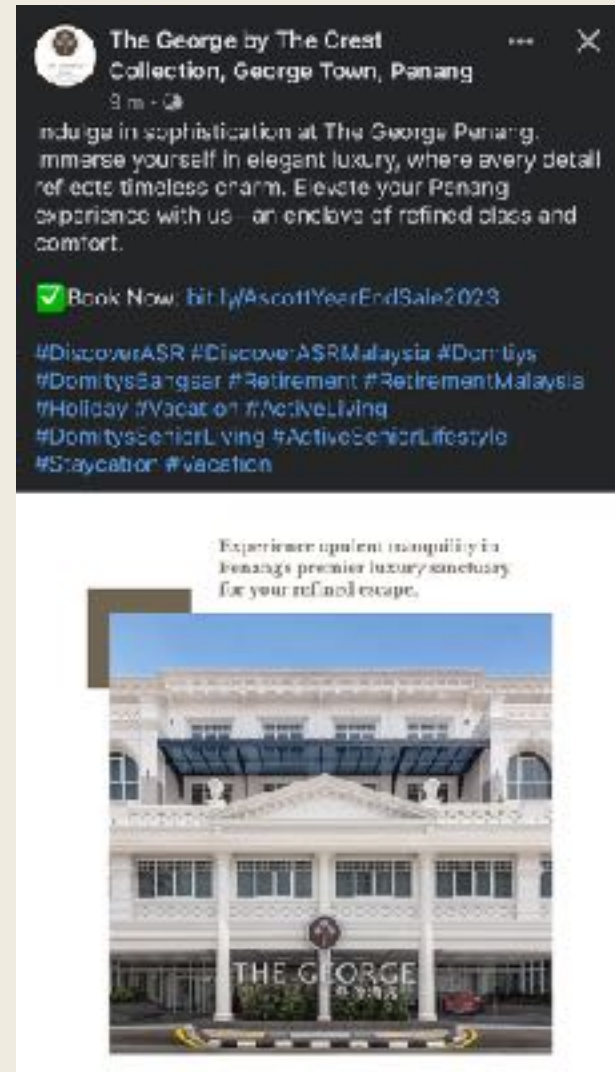 The George by The Crest
Collection, George Town, Penang
9 m
Indulge in sophistication at The George Penang.
Immerse yourself in elegant luxury, where every detail
reflects timeless charm. Elevate your Penang
experience with us—an enclave of refined class and
comfort.
Book Now: bit.ly/AscottYearEndSale2023
#DiscoverASR #DiscoverASRMalaysia #Domitys
#DomitysBangsar #Retirement #RetirementMalaysia
#Holiday #Vacation #ActiveLiving
#DomitysSeniorLiving #ActiveSeniorLifestyle
#Staycation #Vacation
Experience opulent tranquility in
Penang's premier luxury sanctuary
for your refined escape.
THE GEORGE